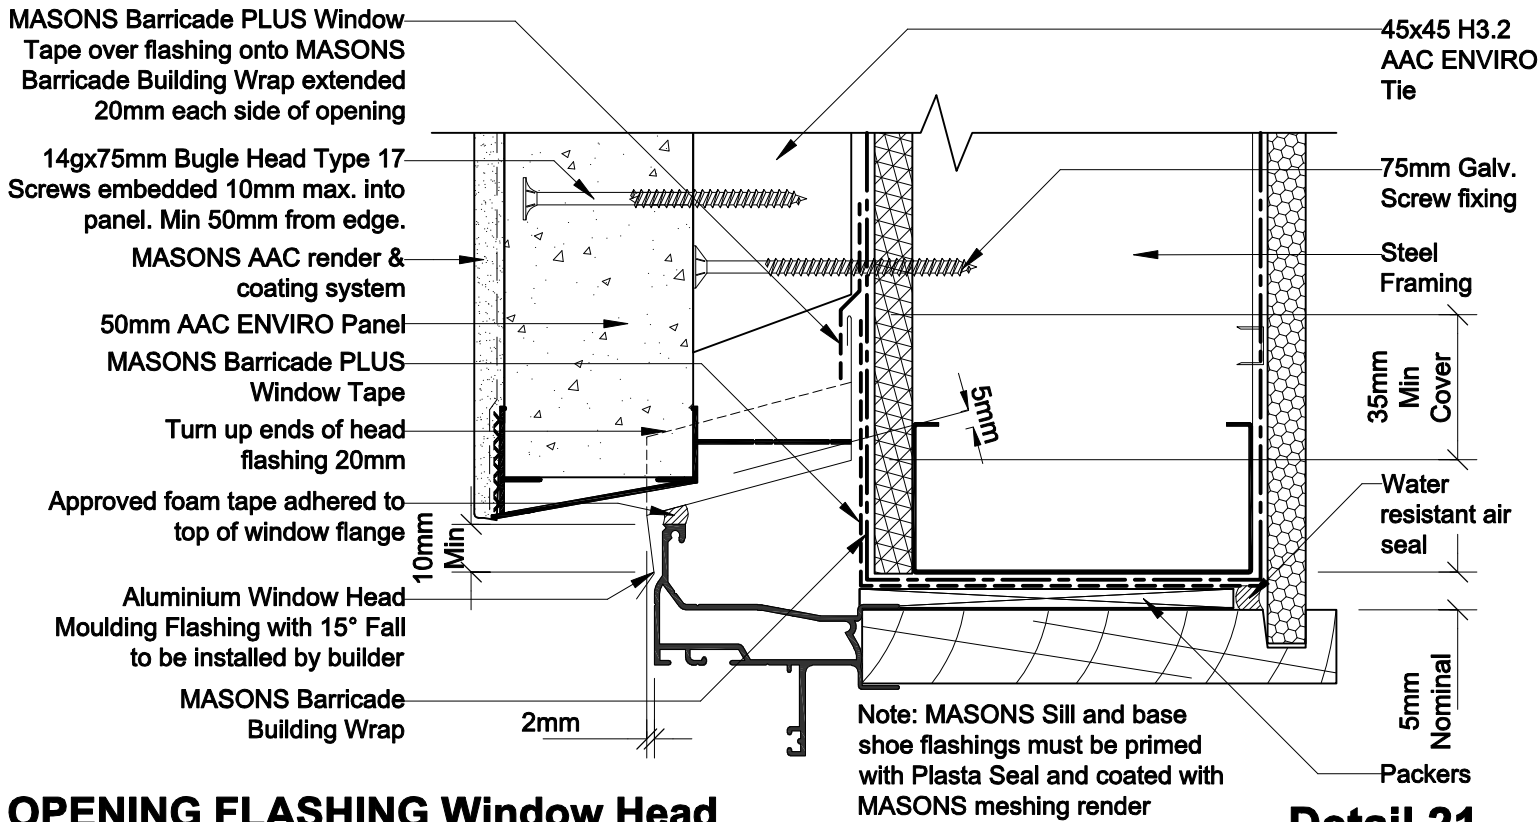 MASONS Barricade PLUS Window
Tape over flashing onto MASONS
Barricade Building Wrap extended
20mm each side of opening
14gx75mm Bugle Head Type 17
Screws embedded 10mm max. into
panel. Min 50mm from edge.
MASONS AAC render &
coating system
50mm AAC ENVIRO Panel
MASONS Barricade PLUS
Window Tape
Turn up ends of head
flashing 20mm
Approved foam tape adhered to
top of window flange
10mm
Min
Aluminium Window Head
Moulding Flashing with 15° Fall
to be installed by builder
MASONS Barricade
Building Wrap
2mm
5mm
45x45 H3.2
AAC ENVIRO
Tie
75mm Galv.
Screw fixing
Steel
Framing
35mm
Min
Cover
Water
resistant air
seal
5mm
Nominal
Packers
Note: MASONS Sill and base
shoe flashings must be primed
with Plasta Seal and coated with
MASONS meshing render
OPENING FLASHING Window Head
Detail 21